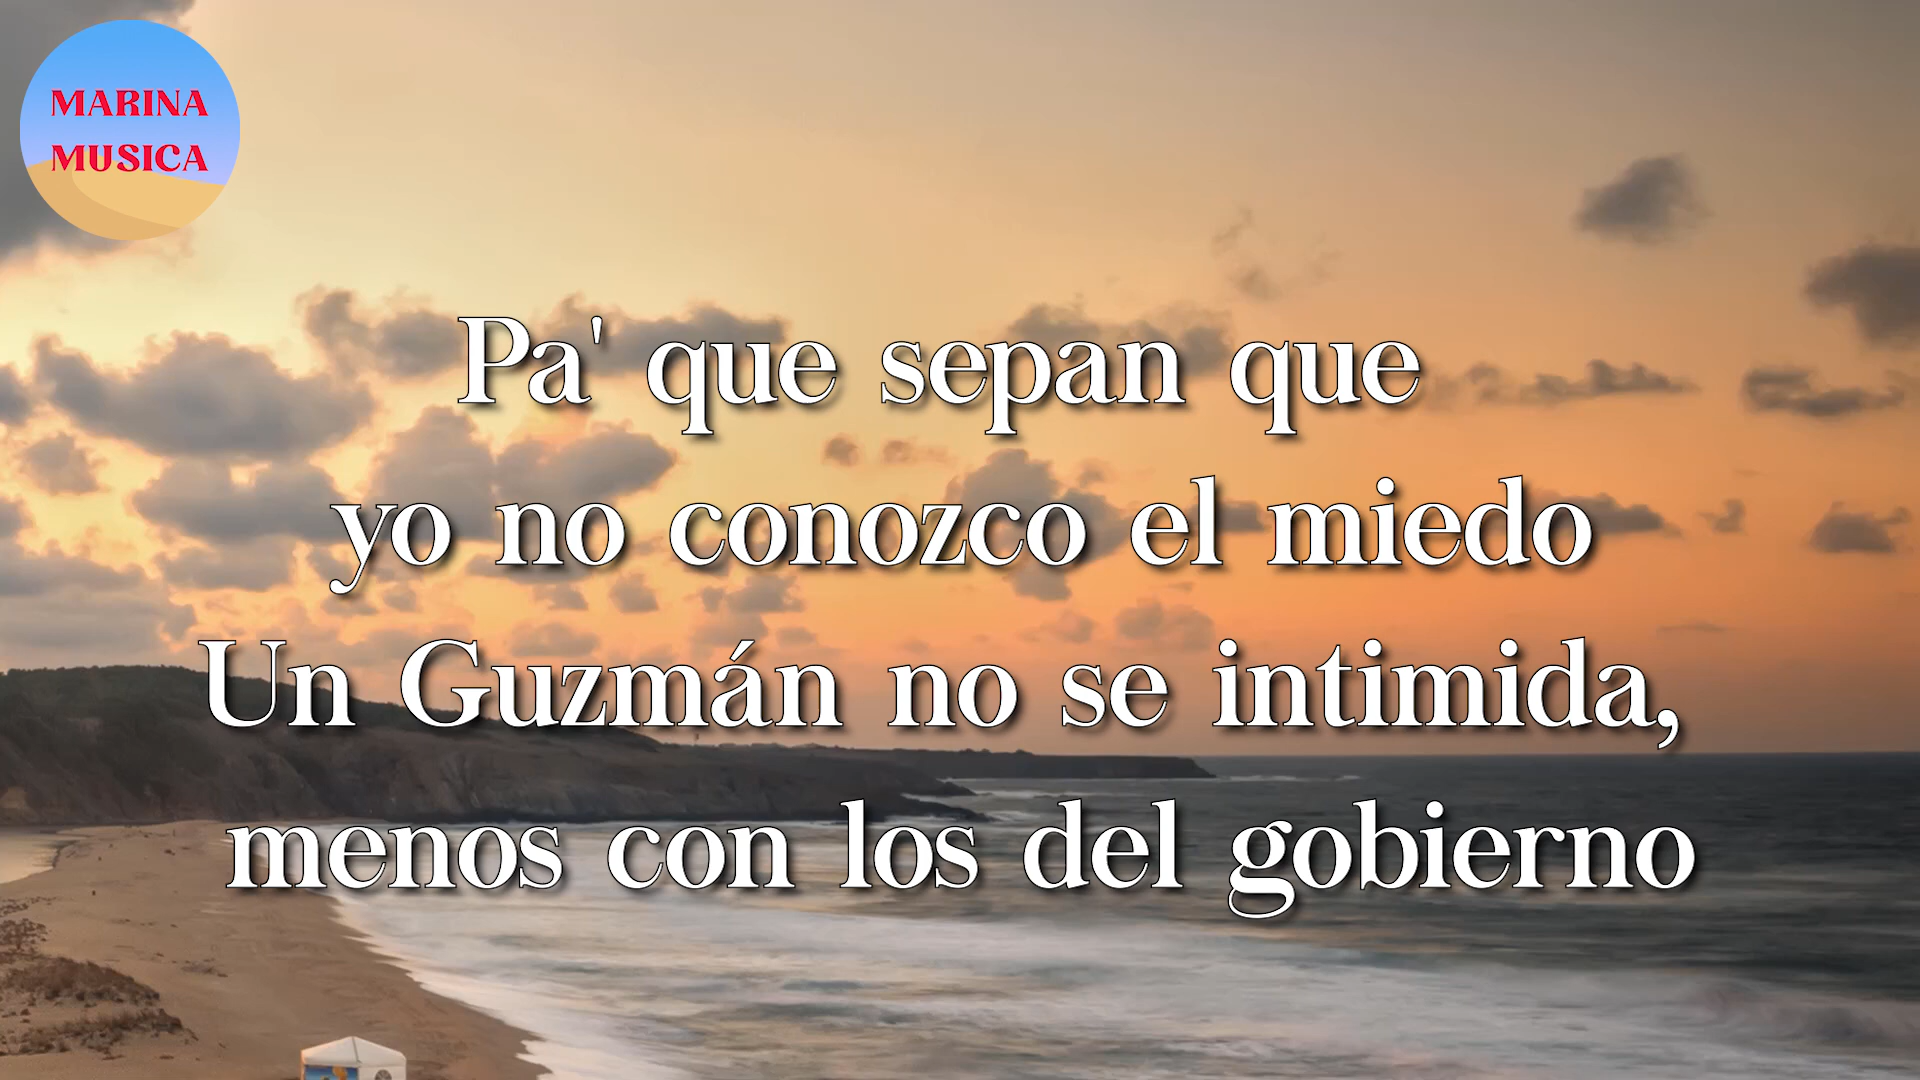 MARINA
MUSICA
Pa' que sepan que
yo no conozco el miedo
Un Guzmán no se intimida,
menos con los del gobierno